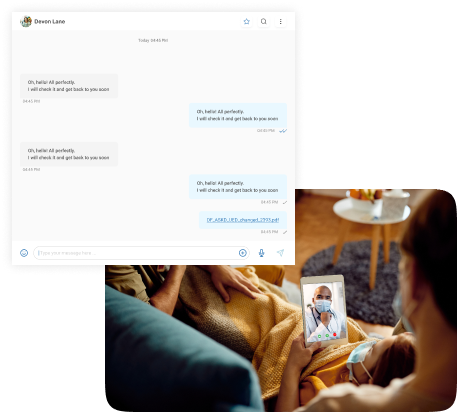 Devon Lane
Today 04:45 PM
Oh, hello! All perfectly.
I will check it and get back to you soon
04:45 PM
Oh, hello! All perfectly.
I will check it and get back to you soon
04:45 PM
Oh, hello! All perfectly.
I will check it and get back to you soon
04:45 PM
Oh, hello! All perfectly.
I will check it and get back to you soon
04:45 PM
04:45 PM
Type your message here ...